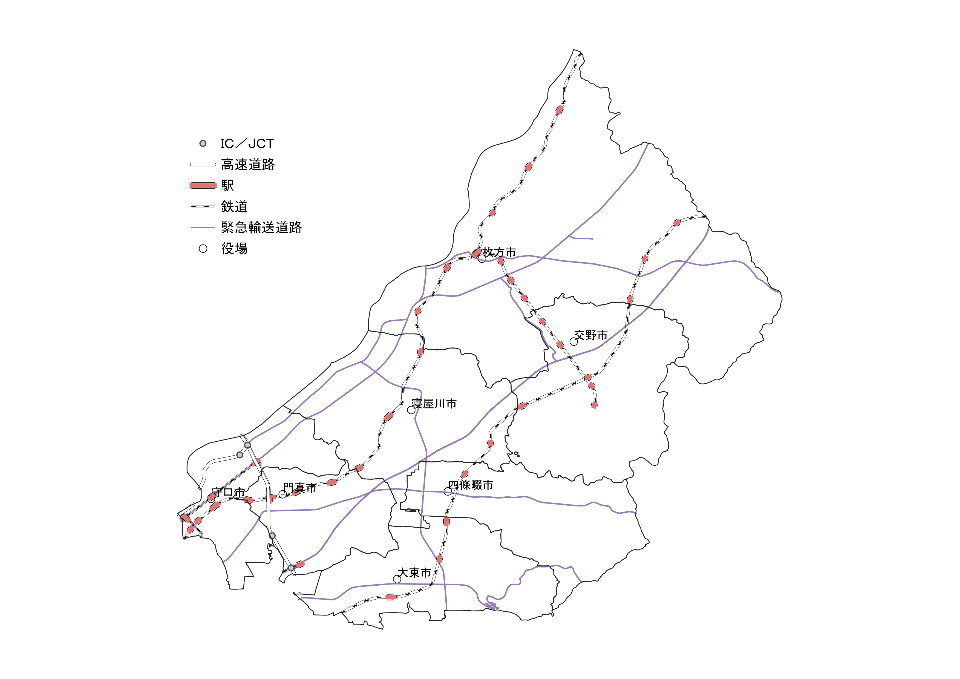 IC／JCT
高速道路
駅
鉄道
緊急輸送道路
役場
枚方市
交野市
寝屋川市
四條畷市
門真市
守口市
大東市